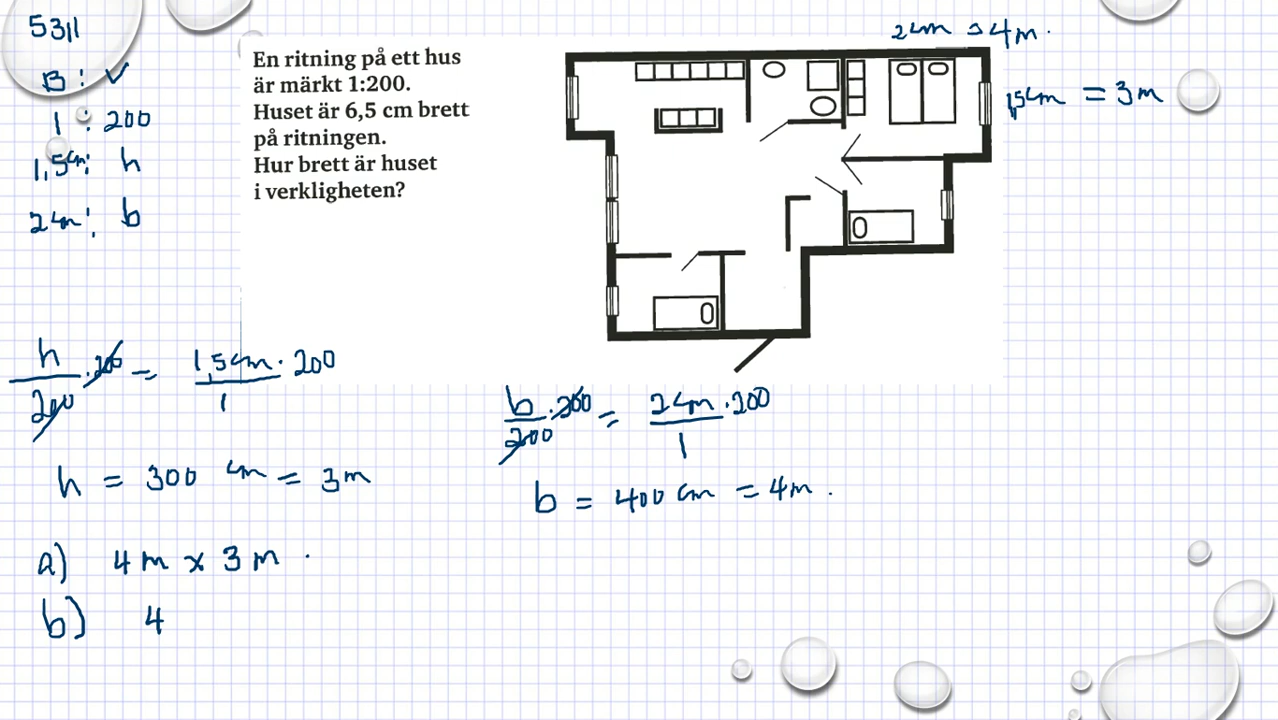 5311
B : V
1 : 200
1,5cm: h
2cm: b
En ritning på ett hus
är märkt 1:200.
Huset är 6,5 cm brett
på ritningen.
Hur brett är huset
i verkligheten?
2cm = 4m.
1,5cm = 3m
h/200 · 200 = 1,5cm/1 · 200
h = 300 cm = 3m
b/200 · 200 = 2cm/1 · 200
b = 400 cm = 4m.
a) 4m x 3m.
b) 4